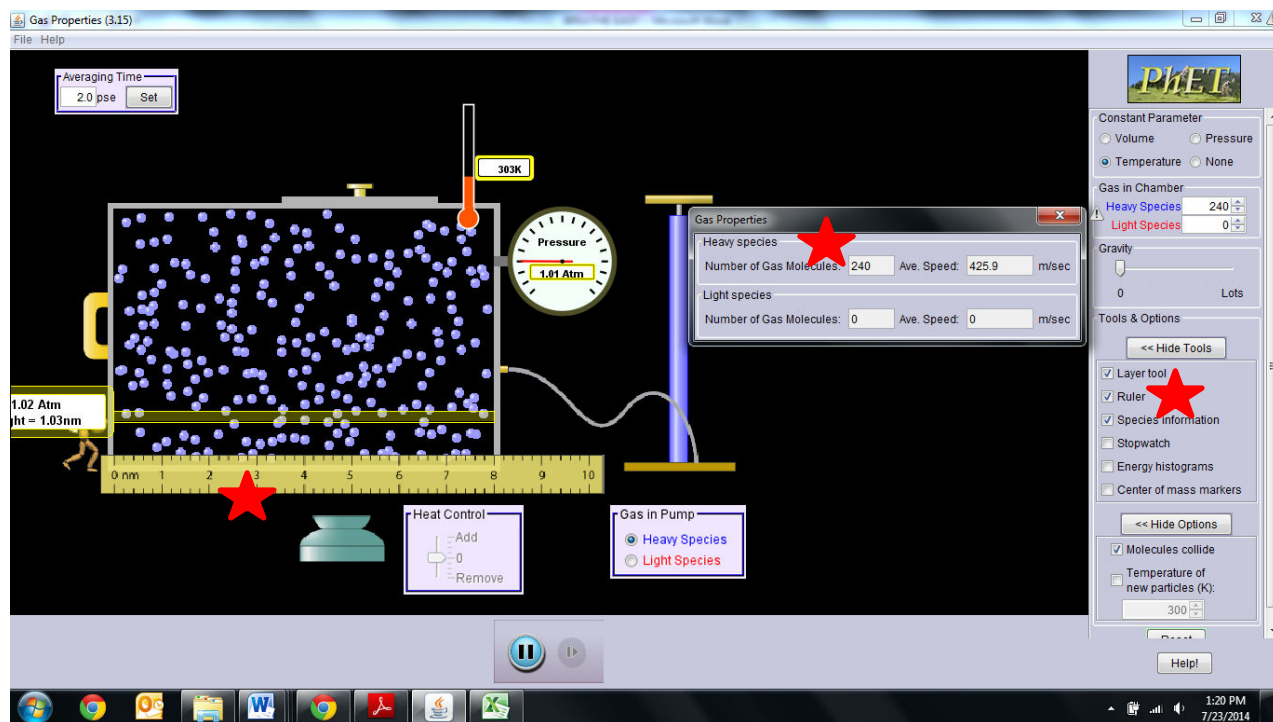 Gas Properties (3.15)
File Help
Averaging Time
2.0 pse Set
303K
Pressure
1.01 Atm
1.02 Atm
ht = 1.03nm
0 nm 1 2 3 4 5 6 7 8 9 10
Heat Control
Add
0
Remove
Gas in Pump
Heavy Species
Light Species
Gas Properties
Heavy species
Number of Gas Molecules: 240 Ave. Speed: 425.9 m/sec
Light species
Number of Gas Molecules: 0 Ave. Speed: 0 m/sec
PhET
Constant Parameter
Volume Pressure
Temperature None
Gas in Chamber
Heavy Species 240
Light Species 0
Gravity
0 Lots
Tools & Options
<< Hide Tools
Layer tool
Ruler
Species Information
Stopwatch
Energy histograms
Center of mass markers
<< Hide Options
Molecules collide
Temperature of
new particles (K):
300
Help!
1:20 PM
7/23/2014